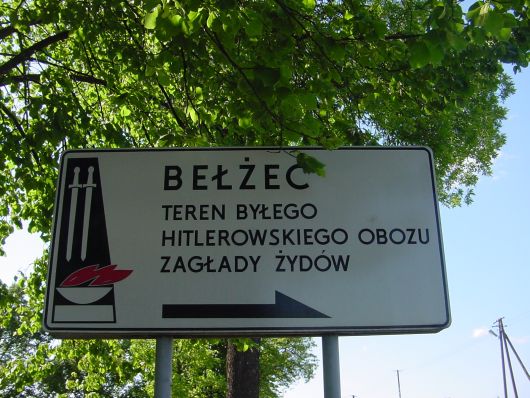 BEŁŻEC
TEREN BYŁEGO
HITLEROWSKIEGO OBOZU
ZAGŁADY ŻYDÓW